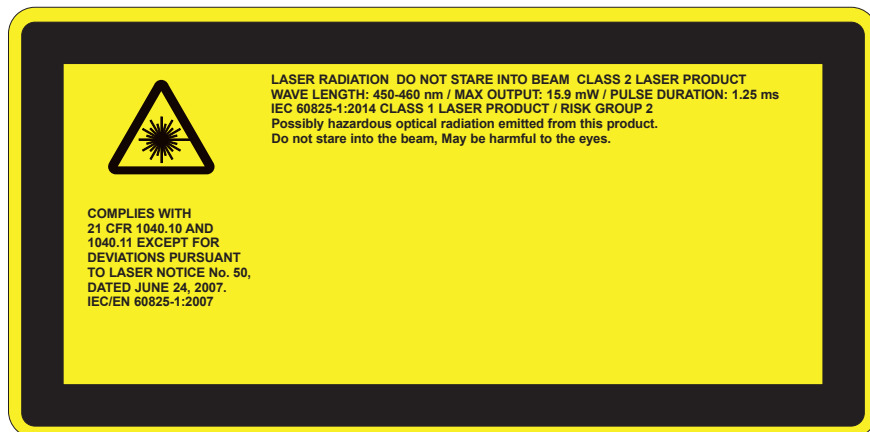 LASER RADIATION DO NOT STARE INTO BEAM CLASS 2 LASER PRODUCT
WAVE LENGTH: 450-460 nm / MAX OUTPUT: 15.9 mW / PULSE DURATION: 1.25 ms
IEC 60825-1:2014 CLASS 1 LASER PRODUCT / RISK GROUP 2
Possibly hazardous optical radiation emitted from this product.
Do not stare into the beam, May be harmful to the eyes.
COMPLIES WITH
21 CFR 1040.10 AND
1040.11 EXCEPT FOR
DEVIATIONS PURSUANT
TO LASER NOTICE No. 50,
DATED JUNE 24, 2007.
IEC/EN 60825-1:2007